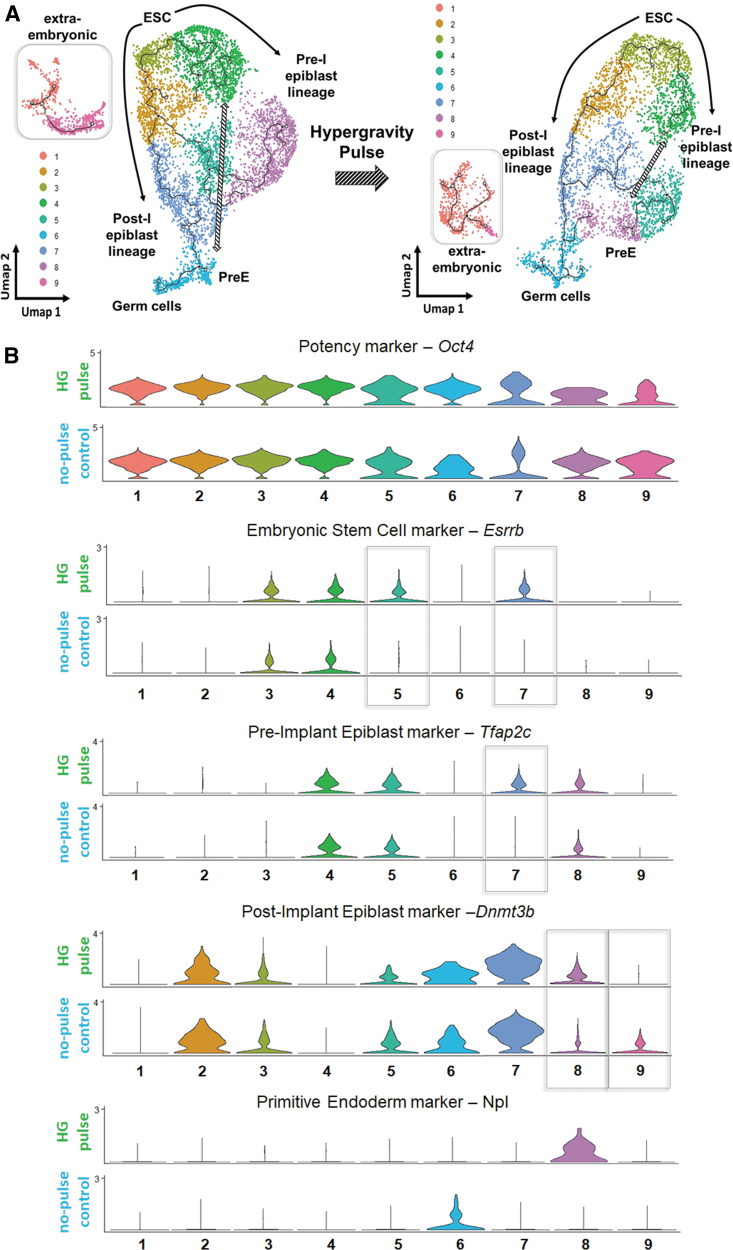 A
extra-
embryonic
ESC
Pre-I
epiblast
lineage
1
2
3
4
5
6
7
8
9
Post-I
epiblast
lineage
PreE
Germ cells
Umap 2
Umap 1
Hypergravity
Pulse
1
2
3
4
5
6
7
8
9
ESC
Post-I
epiblast
lineage
Pre-I
epiblast
lineage
extra-
embryonic
PreE
Germ cells
Umap 2
Umap 1
B
Potency marker – Oct4
HG
pulse
5
no-pulse
control
5
1 2 3 4 5 6 7 8 9
Embryonic Stem Cell marker – Esrrb
HG
pulse
3
no-pulse
control
3
1 2 3 4 5 6 7 8 9
Pre-Implant Epiblast marker – Tfap2c
HG
pulse
4
no-pulse
control
4
1 2 3 4 5 6 7 8 9
Post-Implant Epiblast marker –Dnmt3b
HG
pulse
4
no-pulse
control
4
1 2 3 4 5 6 7 8 9
Primitive Endoderm marker – Npl
HG
pulse
3
no-pulse
control
3
1 2 3 4 5 6 7 8 9